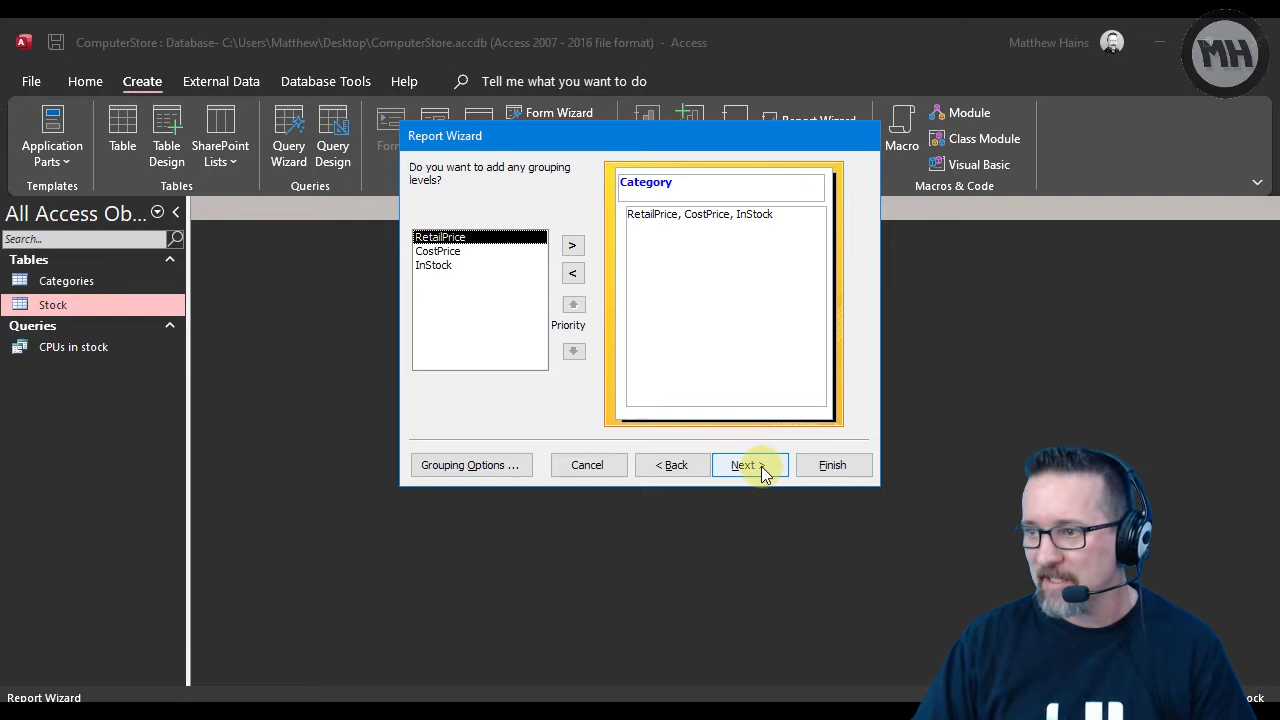 ComputerStore : Database- C:\Users\Matthew\Desktop\ComputerStore.accdb (Access 2007 - 2016 file format) - Access
Matthew Hains
MH
File Home Create External Data Database Tools Help Tell me what you want to do
Application Parts
Templates
Table
Table Design
SharePoint Lists
Tables
Query Wizard
Query Design
Queries
Form Wizard
Report Wizard
Macro
Module
Class Module
Visual Basic
Macros & Code
Report Wizard
Do you want to add any grouping
levels?
RetailPrice
CostPrice
InStock
>
<
Priority
Category
RetailPrice, CostPrice, InStock
Grouping Options ... Cancel < Back Next > Finish
All Access Ob...
Search...
Tables
Categories
Stock
Queries
CPUs in stock
Report Wizard